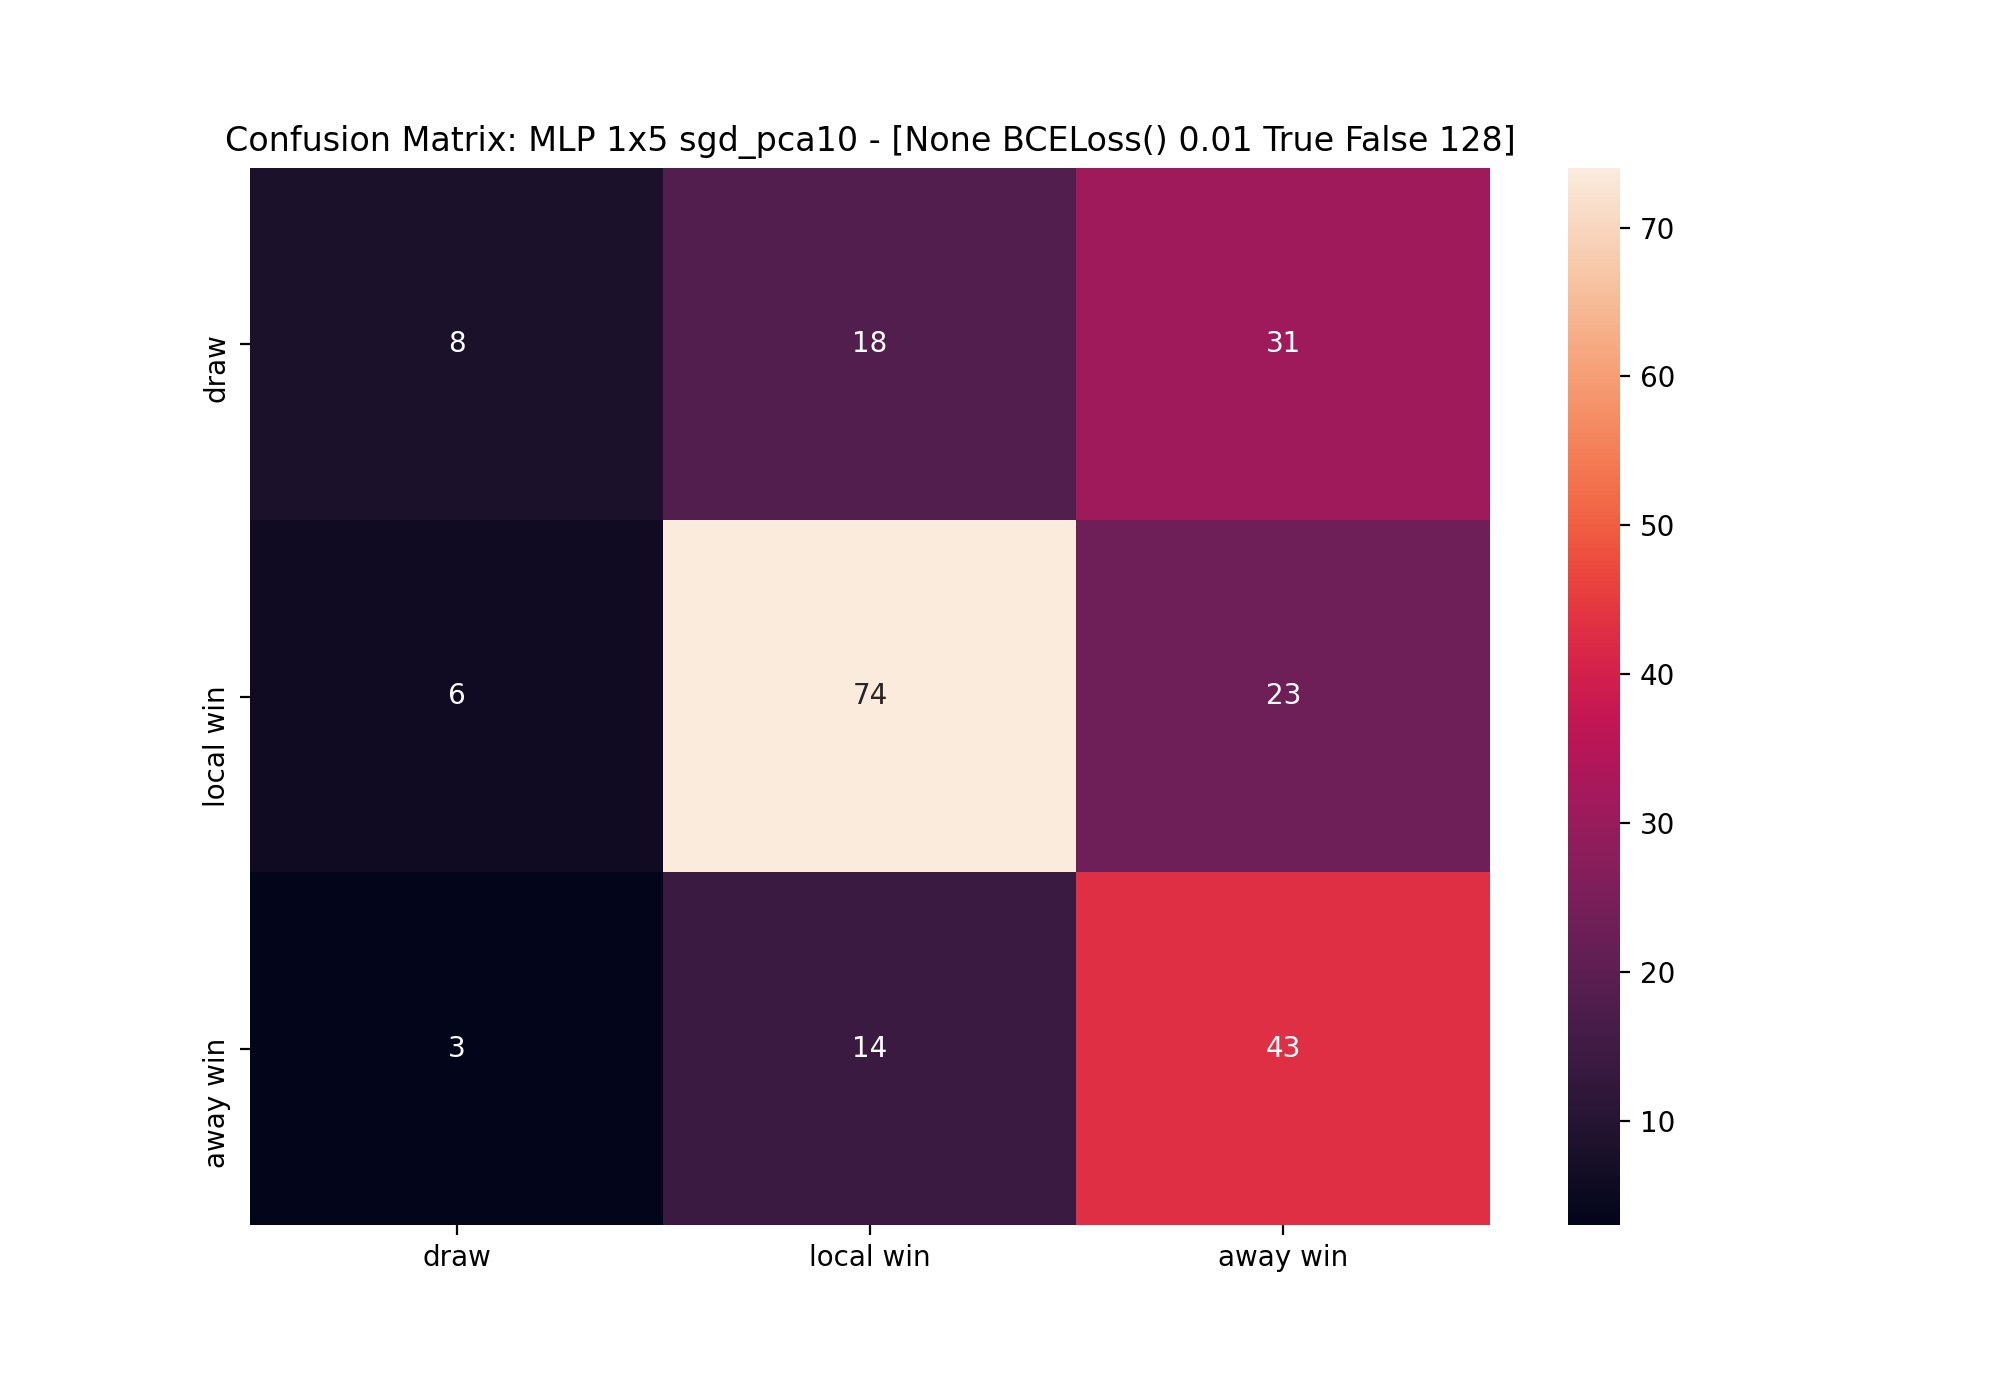 Confusion Matrix: MLP 1x5 sgd_pca10 - [None BCELoss() 0.01 True False 128]
draw
8
18
31
local win
6
74
23
away win
3
14
43
draw
local win
away win
70
60
50
40
30
20
10